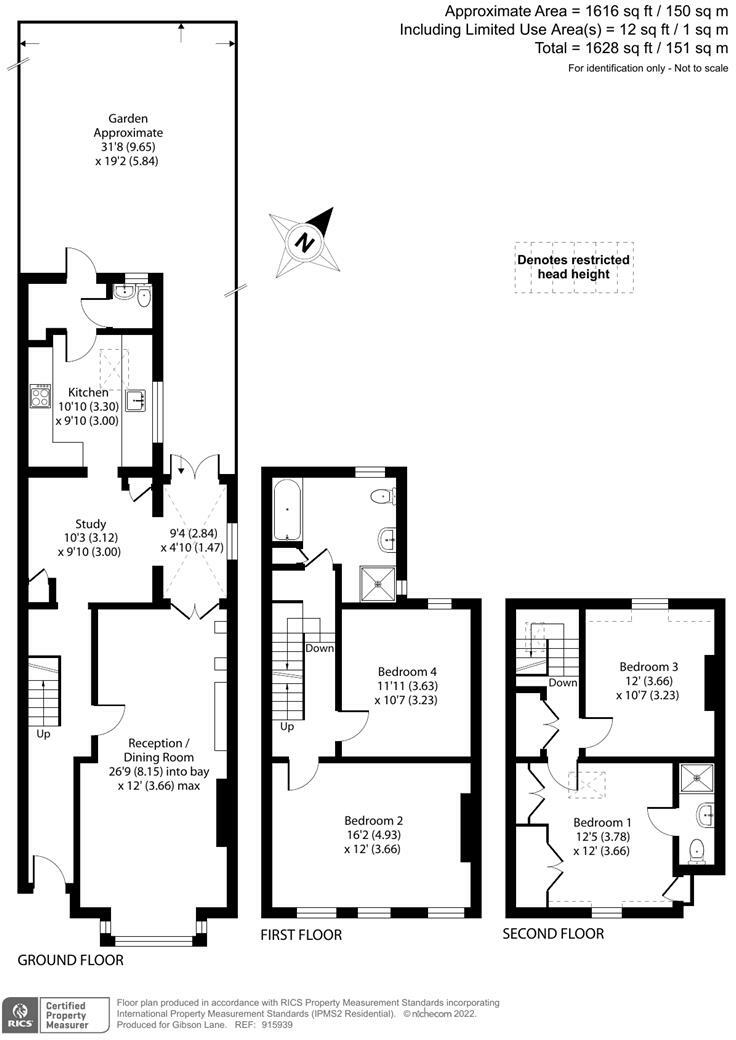 Approximate Area = 1616 sq ft / 150 sq m
Including Limited Use Area(s) = 12 sq ft / 1 sq m
Total = 1628 sq ft / 151 sq m
For identification only - Not to scale
Garden
Approximate
31'8 (9.65)
x 19'2 (5.84)
N
Denotes restricted
head height
Kitchen
10'10 (3.30)
x 9'10 (3.00)
Study
10'3 (3.12)
x 9'10 (3.00)
9'4 (2.84)
x 4'10 (1.47)
Up
Reception /
Dining Room
26'9 (8.15) into bay
x 12' (3.66) max
GROUND FLOOR
Down
Up
Bedroom 4
11'11 (3.63)
x 10'7 (3.23)
Bedroom 2
16'2 (4.93)
x 12' (3.66)
FIRST FLOOR
Down
Bedroom 3
12' (3.66)
x 10'7 (3.23)
Bedroom 1
12'5 (3.78)
x 12' (3.66)
SECOND FLOOR
RICS
Certified
Property
Measurer
Floor plan produced in accordance with RICS Property Measurement Standards incorporating
International Property Measurement Standards (IPMS2 Residential). © nichecom 2022.
Produced for Gibson Lane. REF: 915939